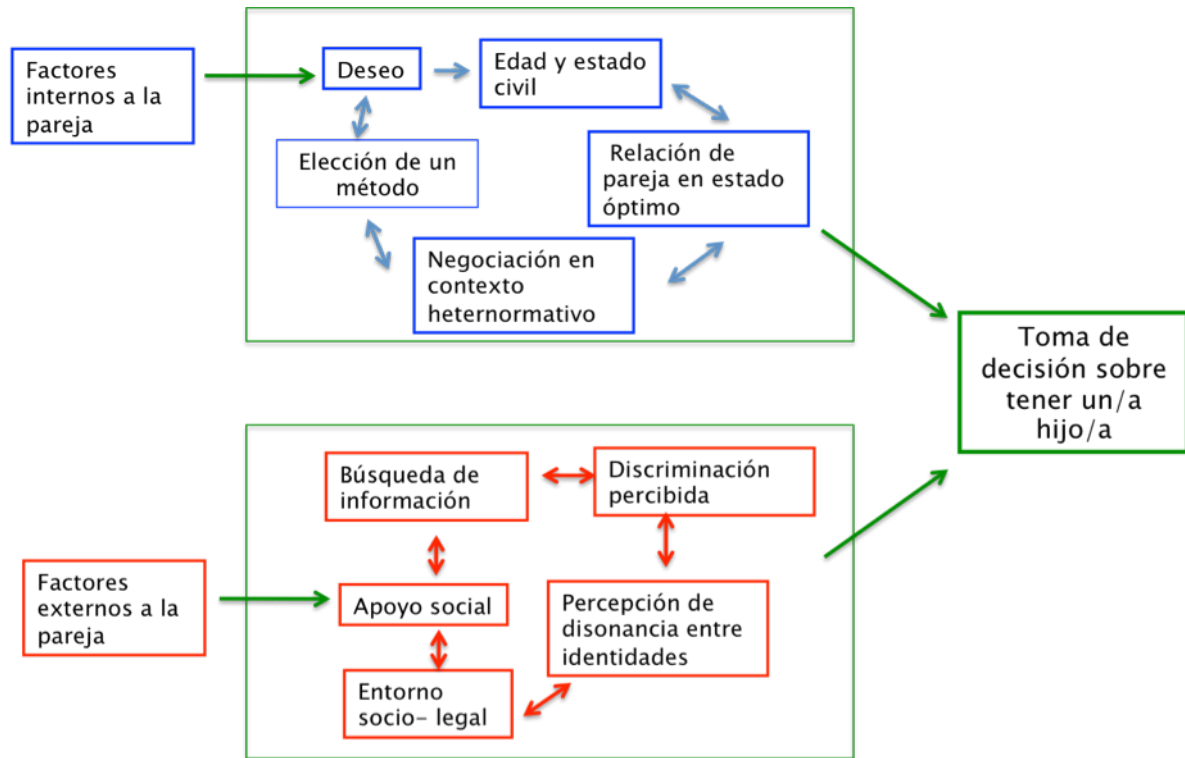 Factores
internos a la
pareja
Deseo
Edad y estado
civil
Elección de un
método
Relación de
pareja en estado
óptimo
Negociación en
contexto
heternormativo
Toma de
decisión sobre
tener un/a
hijo/a
Búsqueda de
información
Discriminación
percibida
Factores
externos a la
pareja
Apoyo social
Percepción de
disonancia entre
identidades
Entorno
socio- legal